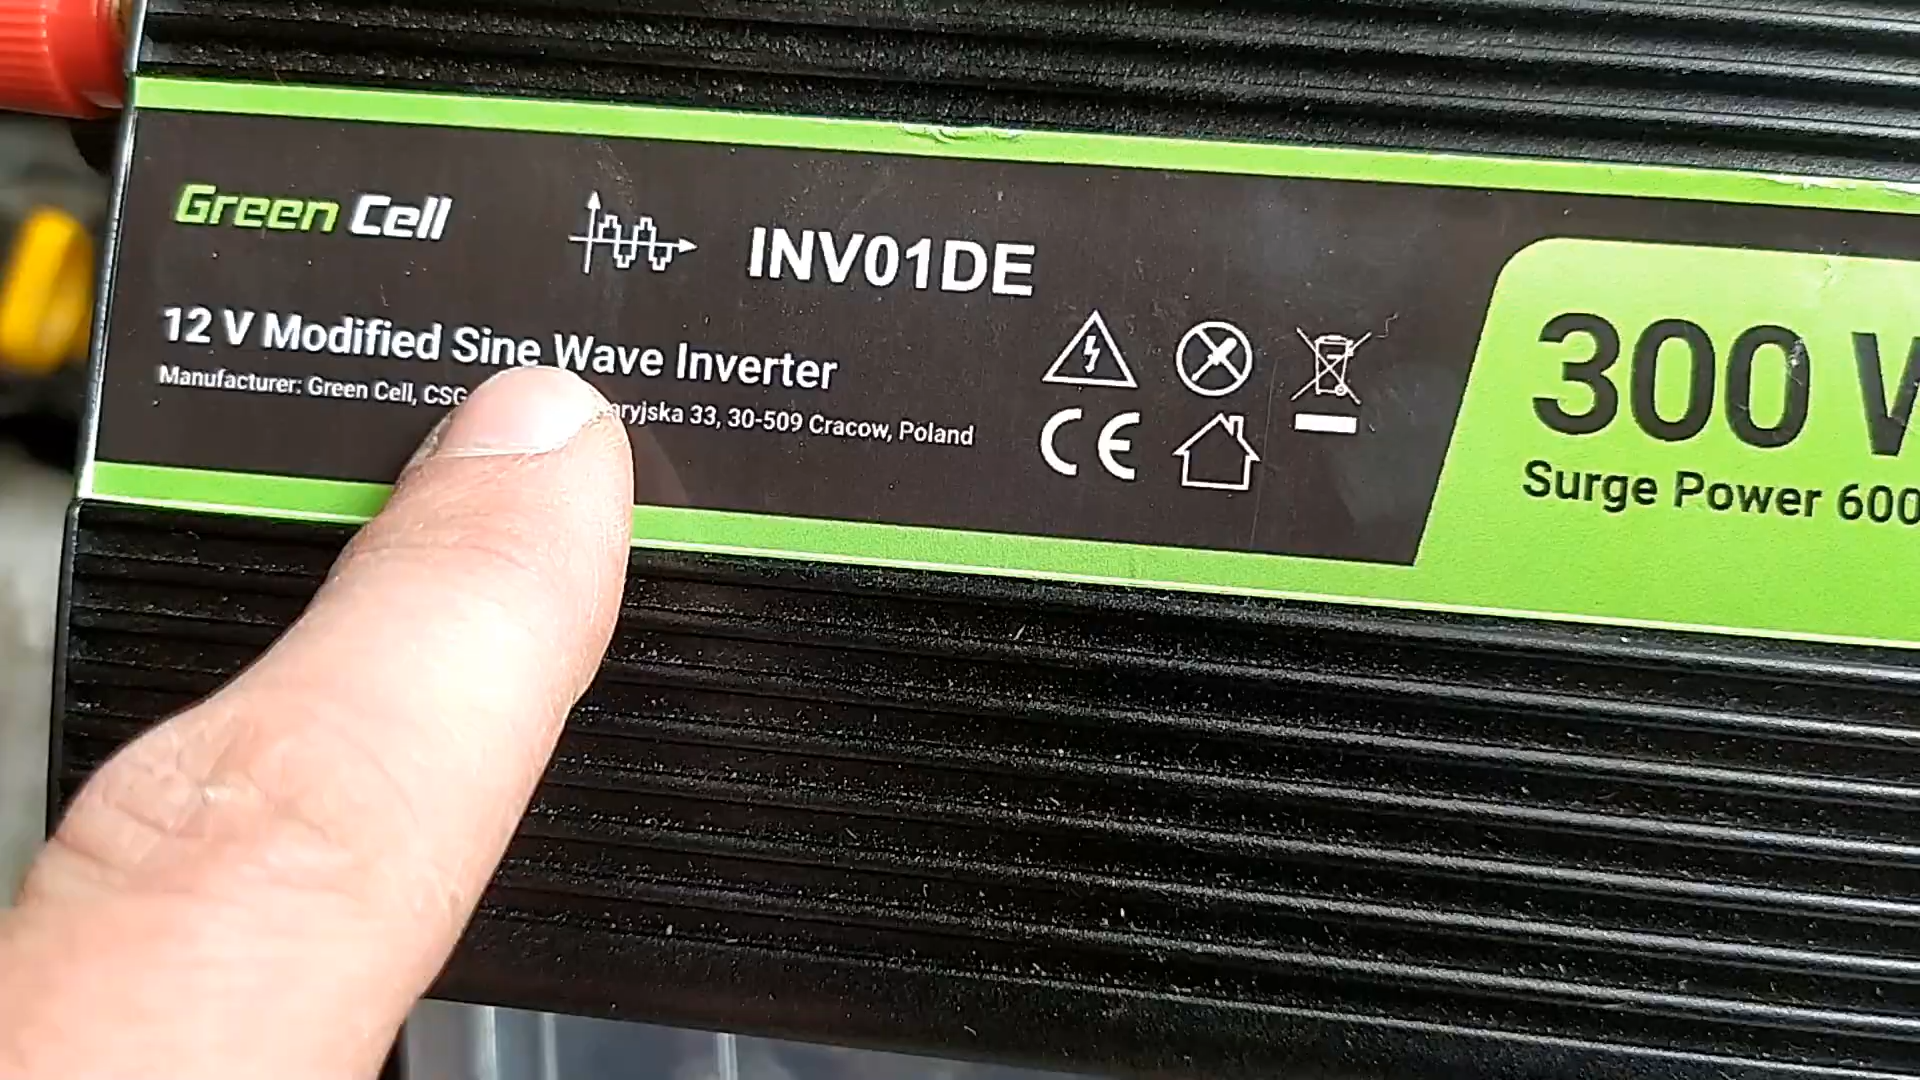 Green Cell
INV01DE
12 V Modified Sine Wave Inverter
Manufacturer: Green Cell, CSG 33, 30-509 Cracow, Poland
CE
300 W
Surge Power 600